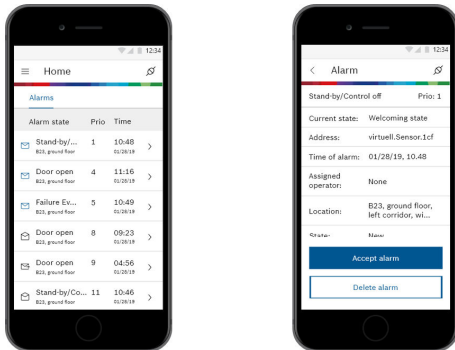 12:34
Home
Alarms
Alarm state Prio Time
Stand-by/... 1 10:48
B23, ground floor 01/28/19
Door open 4 11:16
B23, ground floor 01/28/19
Failure Ev... 5 10:49
B23, ground floor 01/28/19
Door open 8 09:23
B23, ground floor 01/28/19
Door open 9 04:56
B23, ground floor 01/28/19
Stand-by/Co... 11 10:46
B23, ground floor 01/28/19
12:34
Alarm
Stand-by/Control off Prio: 1
Current state: Welcoming state
Address: virtuell.Sensor.1cf
Time of alarm: 01/28/19, 10.48
Assigned
operator: None
Location: B23, ground floor,
left corridor, wi...
State: New
Accept alarm
Delete alarm